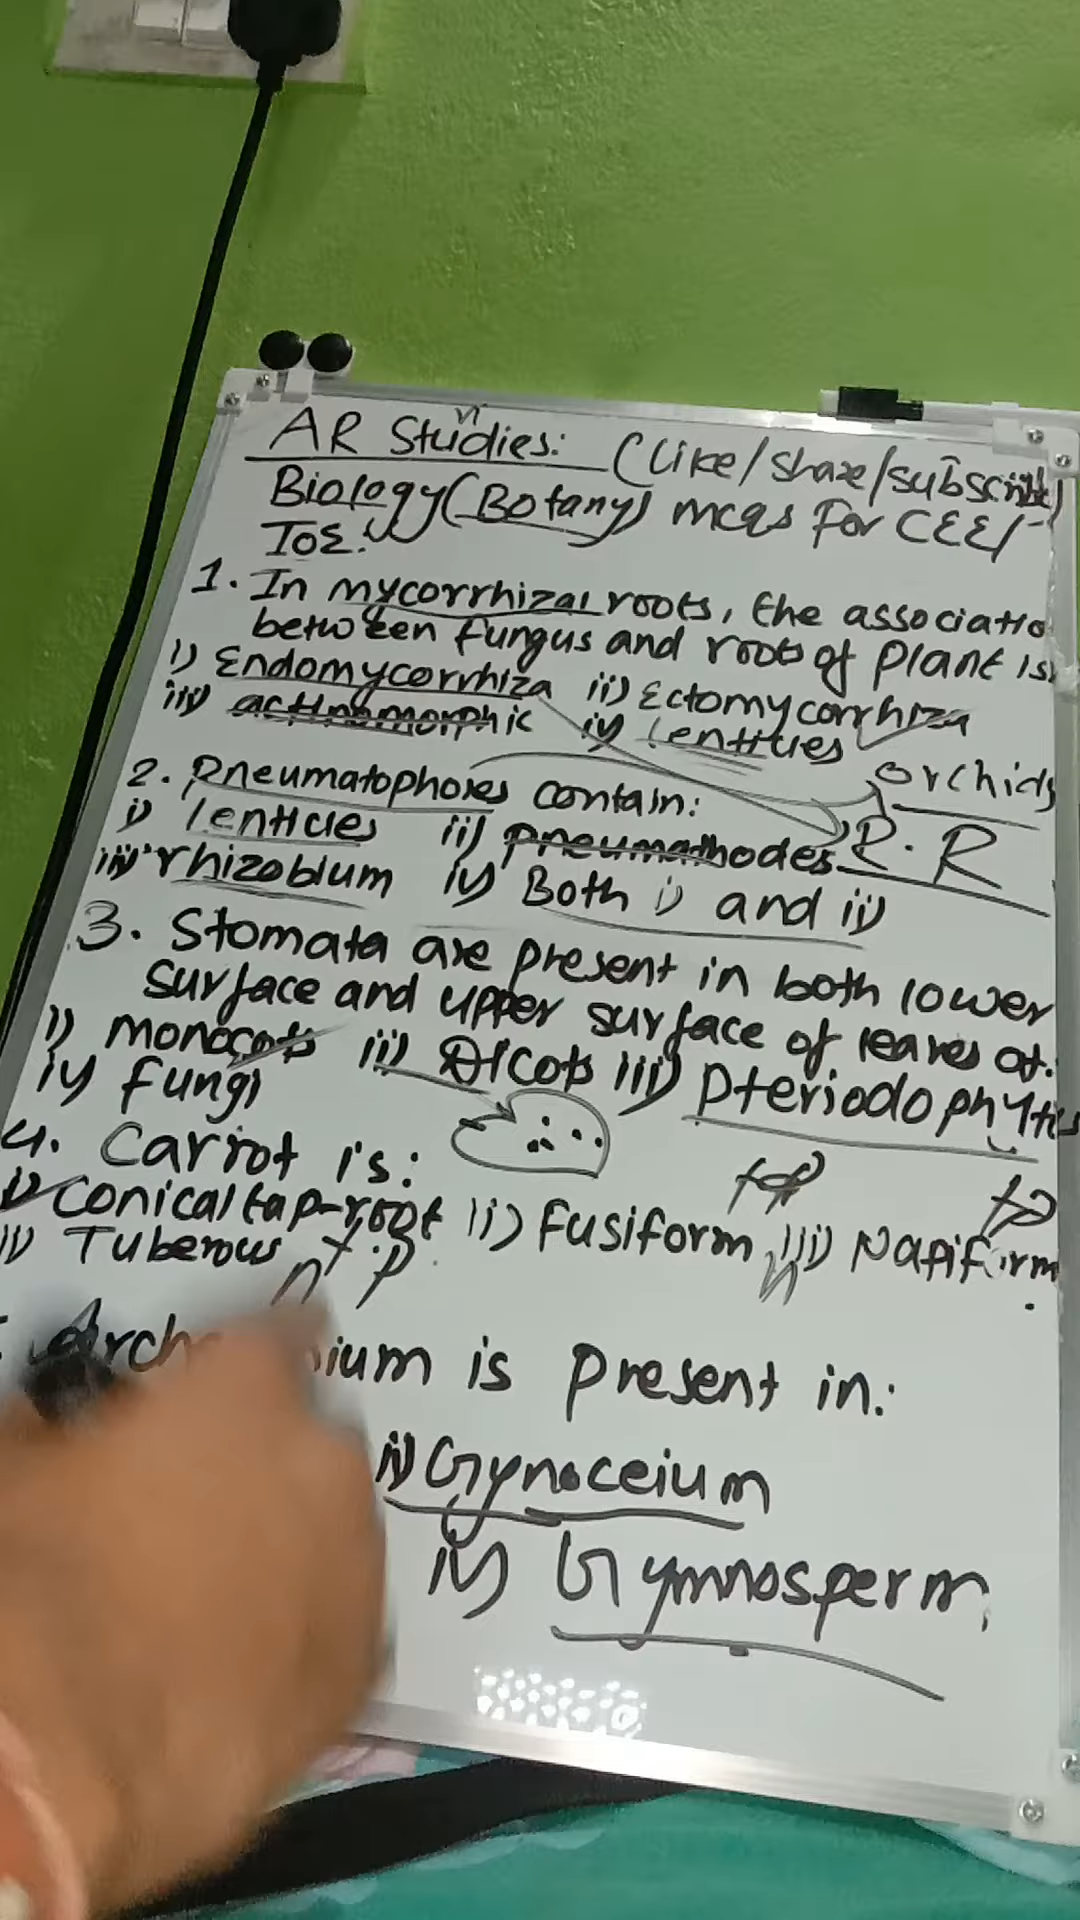 AR Studies: (Like/share/subscribe)
Biology(Botany) mcqs For CEE/
IOE:
1. In mycorrhizal roots, the associatio
between fungus and roots of plant is:
i) Endomycorrhiza ii) Ectomycorrhiza
iii) actinomorphic iv) lenticles
orchids
2. Pneumatophores contain:
i) lenticles ii) pneumathodes R.R
iii) rhizobium iv) Both i) and ii)
3. Stomata are present in both lower
surface and upper surface of leaves of:
i) monocots ii) Dicots iii) Pteriodophytes
iv) Fungi
4. Carrot is:
i) Conical tap-root ii) Fusiform iii) Napiform
iv) Tuberous
ium is present in:
ii) Gynoceium
iv) Gymnosperm